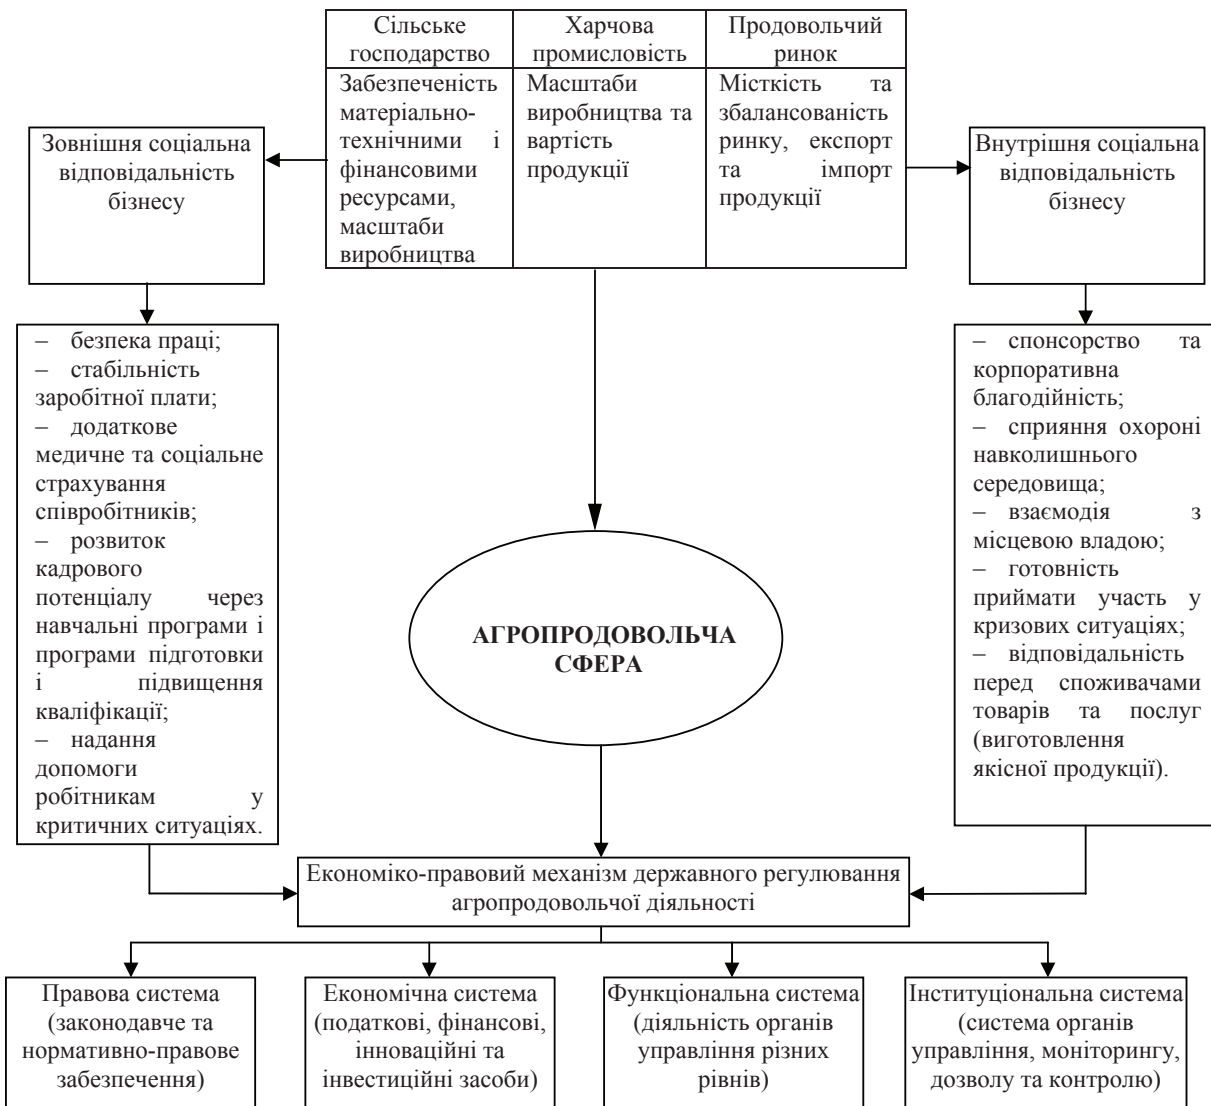 Сільське
господарство
Харчова
промисловість
Продовольчий
ринок
Забезпеченість
матеріально-
технічними і
фінансовими
ресурсами,
масштаби
виробництва
Масштаби
виробництва та
вартість
продукції
Місткість та
збалансованість
ринку, експорт
та імпорт
продукції
Зовнішня соціальна
відповідальність
бізнесу
Внутрішня соціальна
відповідальність
бізнесу
– безпека праці;
– стабільність
заробітної плати;
– додаткове
медичне та соціальне
страхування
співробітників;
– розвиток
кадрового
потенціалу через
навчальні програми і
програми підготовки
і підвищення
кваліфікації;
– надання
допомоги
робітникам у
критичних ситуаціях.
– спонсорство та
корпоративна
благодійність;
– сприяння охороні
навколишнього
середовища;
– взаємодія з
місцевою владою;
– готовність
приймати участь у
кризових ситуаціях;
– відповідальність
перед споживачами
товарів та послуг
(виготовлення
якісної продукції).
АГРОПРОДОВОЛЬЧА
СФЕРА
Економіко-правовий механізм державного регулювання
агропродовольчої діяльності
Правова система
(законодавче та
нормативно-правове
забезпечення)
Економічна система
(податкові, фінансові,
інноваційні та
інвестиційні засоби)
Функціональна система
(діяльність органів
управління різних
рівнів)
Інституціональна система
(система органів
управління, моніторингу,
дозволу та контролю)